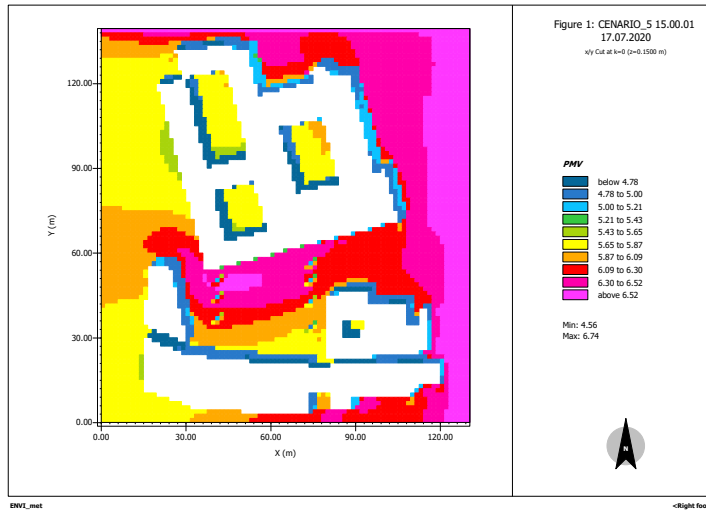 Figure 1: CENARIO_5 15.00.01
17.07.2020
x/y Cut at k=0 (z=0.1500 m)
120.00
90.00
60.00
30.00
0.00
Y (m)
0.00 30.00 60.00 90.00 120.00
X (m)
PMV
below 4.78
4.78 to 5.00
5.00 to 5.21
5.21 to 5.43
5.43 to 5.65
5.65 to 5.87
5.87 to 6.09
6.09 to 6.30
6.30 to 6.52
above 6.52
Min: 4.56
Max: 6.74
N
ENVI_met
<Right foo